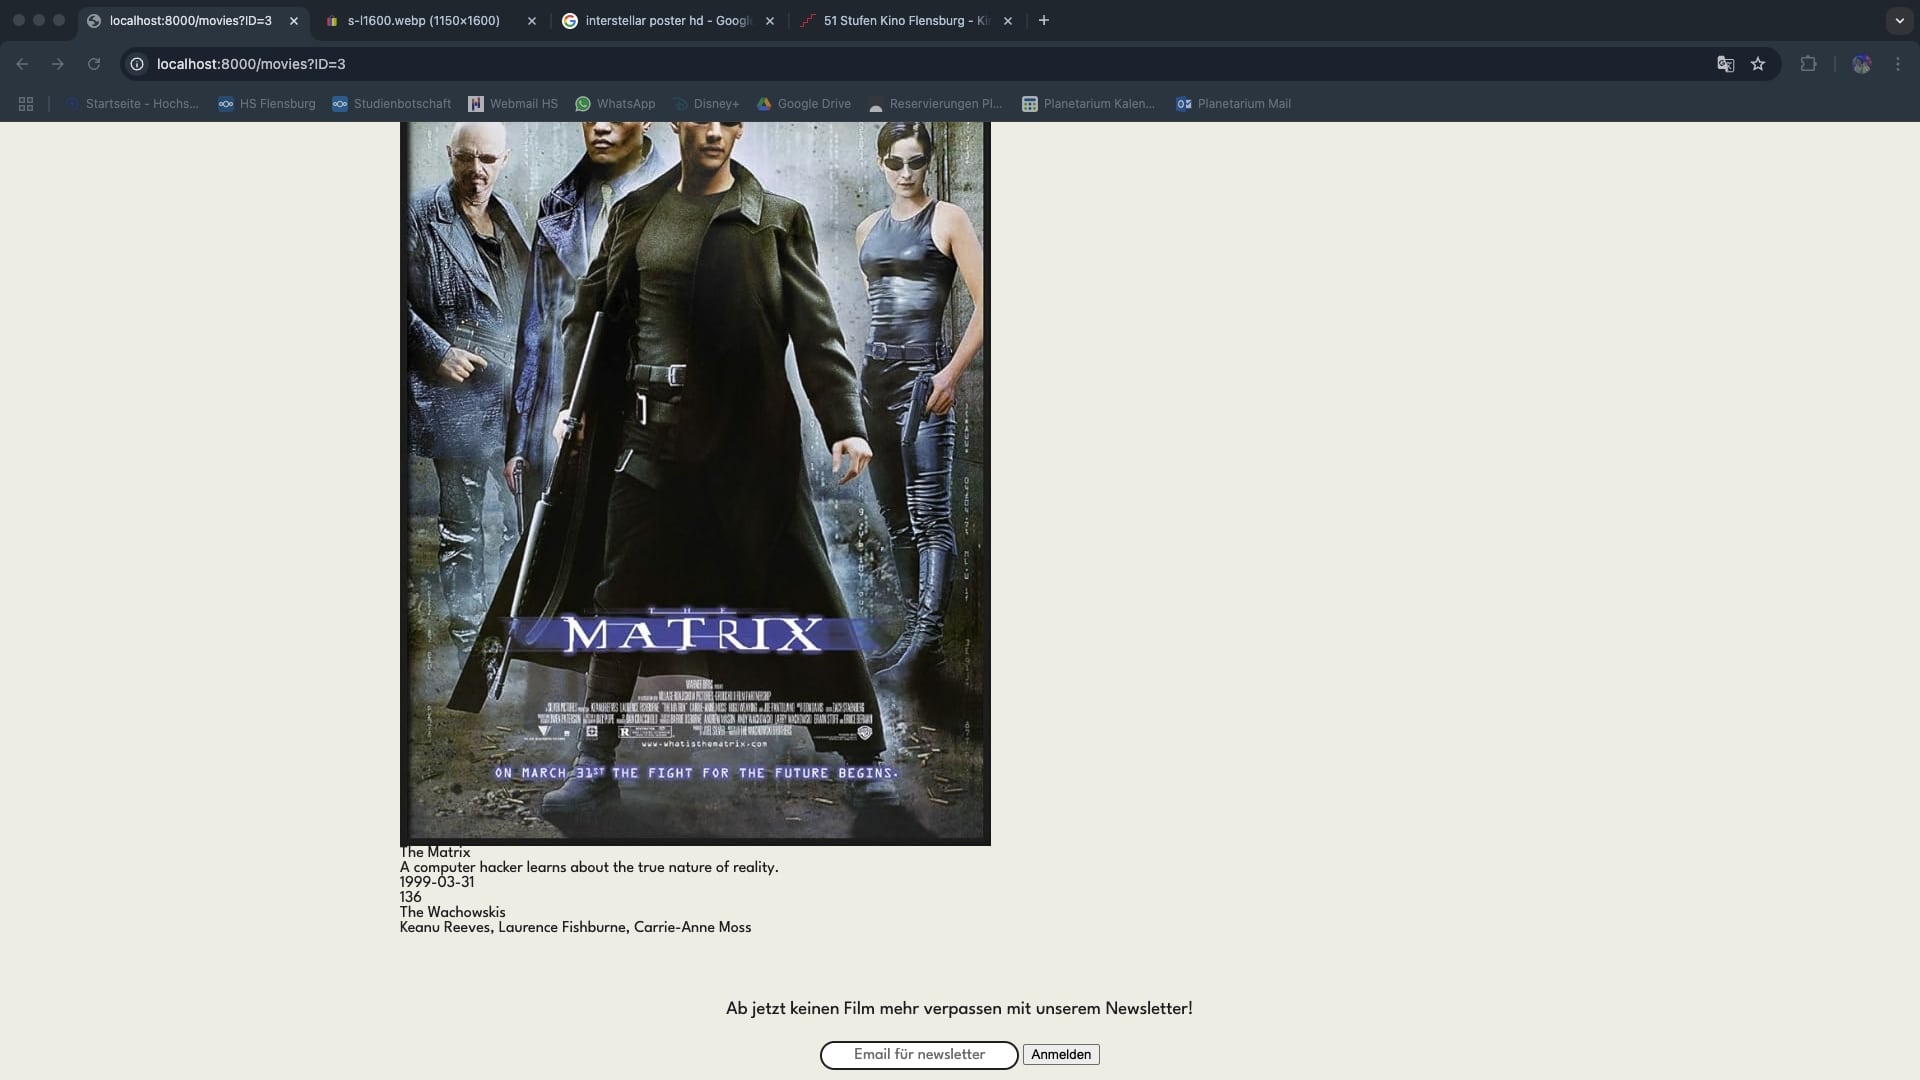 localhost:8000/movies?ID=3
s-l1600.webp (1150×1600)
interstellar poster hd - Googl
51 Stufen Kino Flensburg - Ki
localhost:8000/movies?ID=3
Startseite - Hochs...
HS Flensburg
Studienbotschaft
Webmail HS
WhatsApp
Disney+
Google Drive
Reservierungen Pl...
Planetarium Kalen...
Planetarium Mail
THE
MATRIX
R
www.whatisthematrix.com
ON MARCH 31ST THE FIGHT FOR THE FUTURE BEGINS.
The Matrix
A computer hacker learns about the true nature of reality.
1999-03-31
136
The Wachowskis
Keanu Reeves, Laurence Fishburne, Carrie-Anne Moss
Ab jetzt keinen Film mehr verpassen mit unserem Newsletter!
Email für newsletter
Anmelden